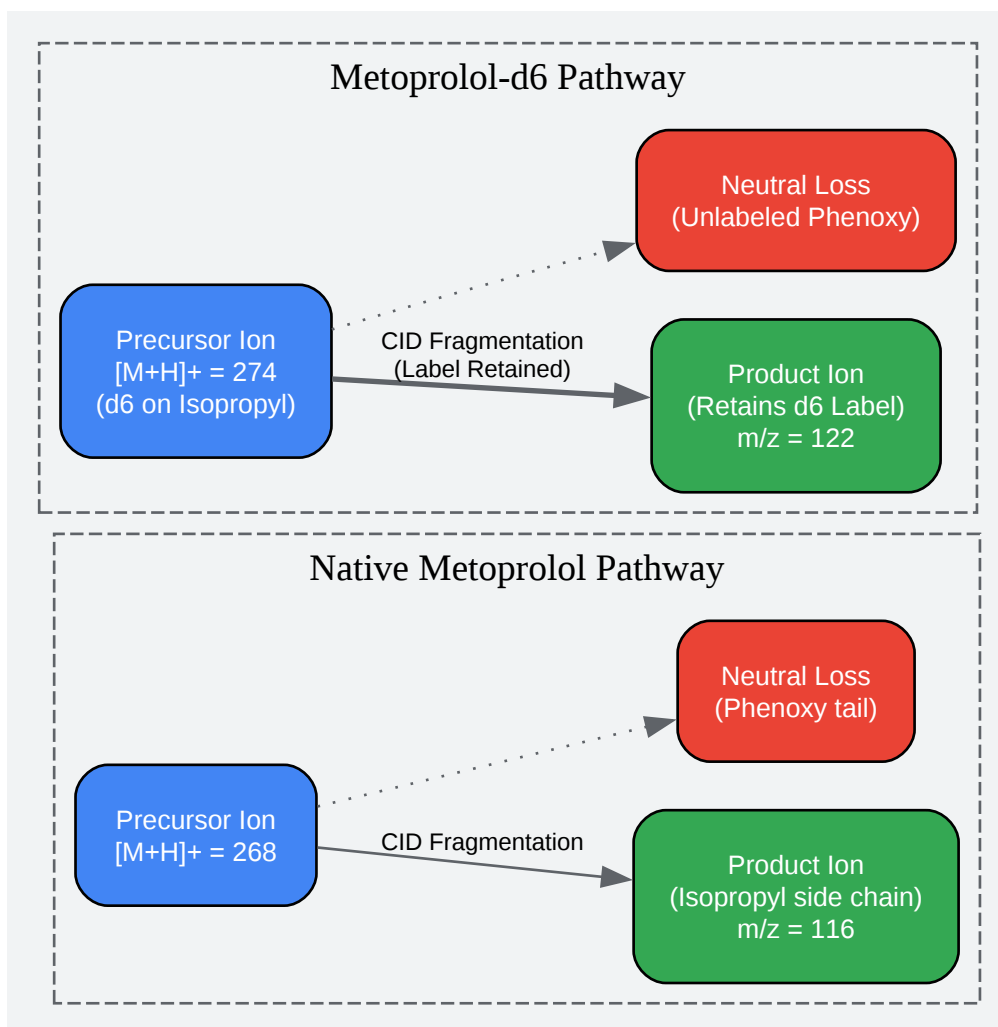 Metoprolol-d6 Pathway
Neutral Loss
(Unlabeled Phenoxy)
Precursor Ion
[M+H]+ = 274
(d6 on Isopropyl)
CID Fragmentation
(Label Retained)
Product Ion
(Retains d6 Label)
m/z = 122
Native Metoprolol Pathway
Neutral Loss
(Phenoxy tail)
Precursor Ion
[M+H]+ = 268
CID Fragmentation
Product Ion
(Isopropyl side chain)
m/z = 116